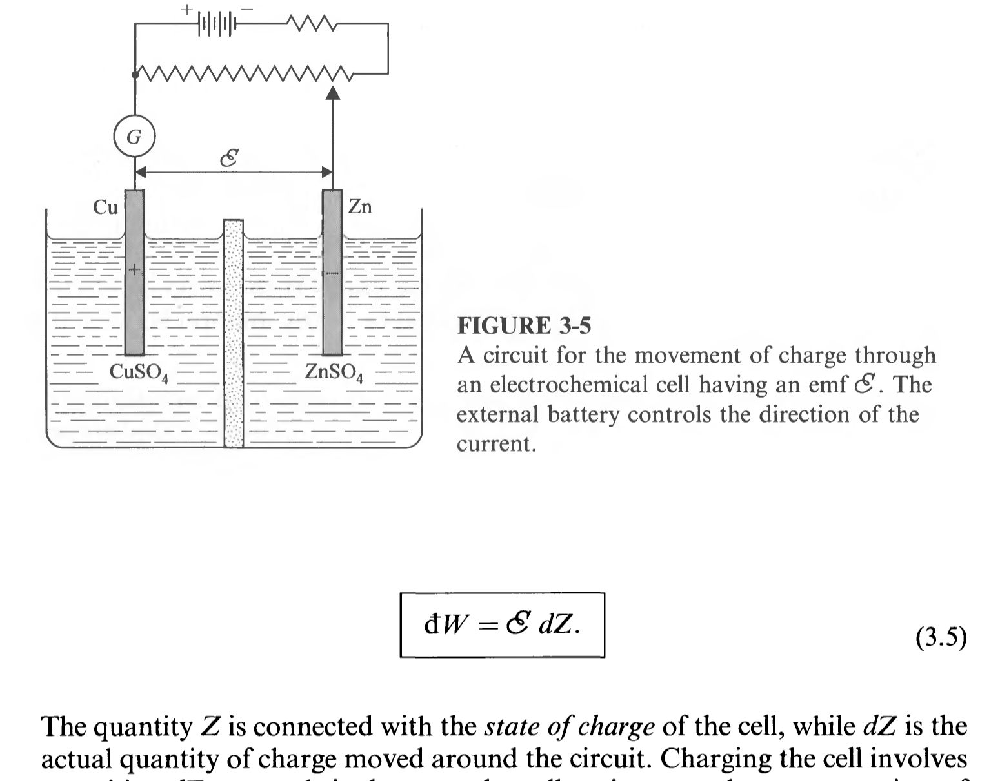 + −
G
ℰ
Cu Zn
+ −
CuSO₄ ZnSO₄
FIGURE 3-5
A circuit for the movement of charge through
an electrochemical cell having an emf ℰ. The
external battery controls the direction of the
current.
đW = ℰ dZ.
(3.5)
The quantity Z is connected with the state of charge of the cell, while dZ is the
actual quantity of charge moved around the circuit. Charging the cell involves